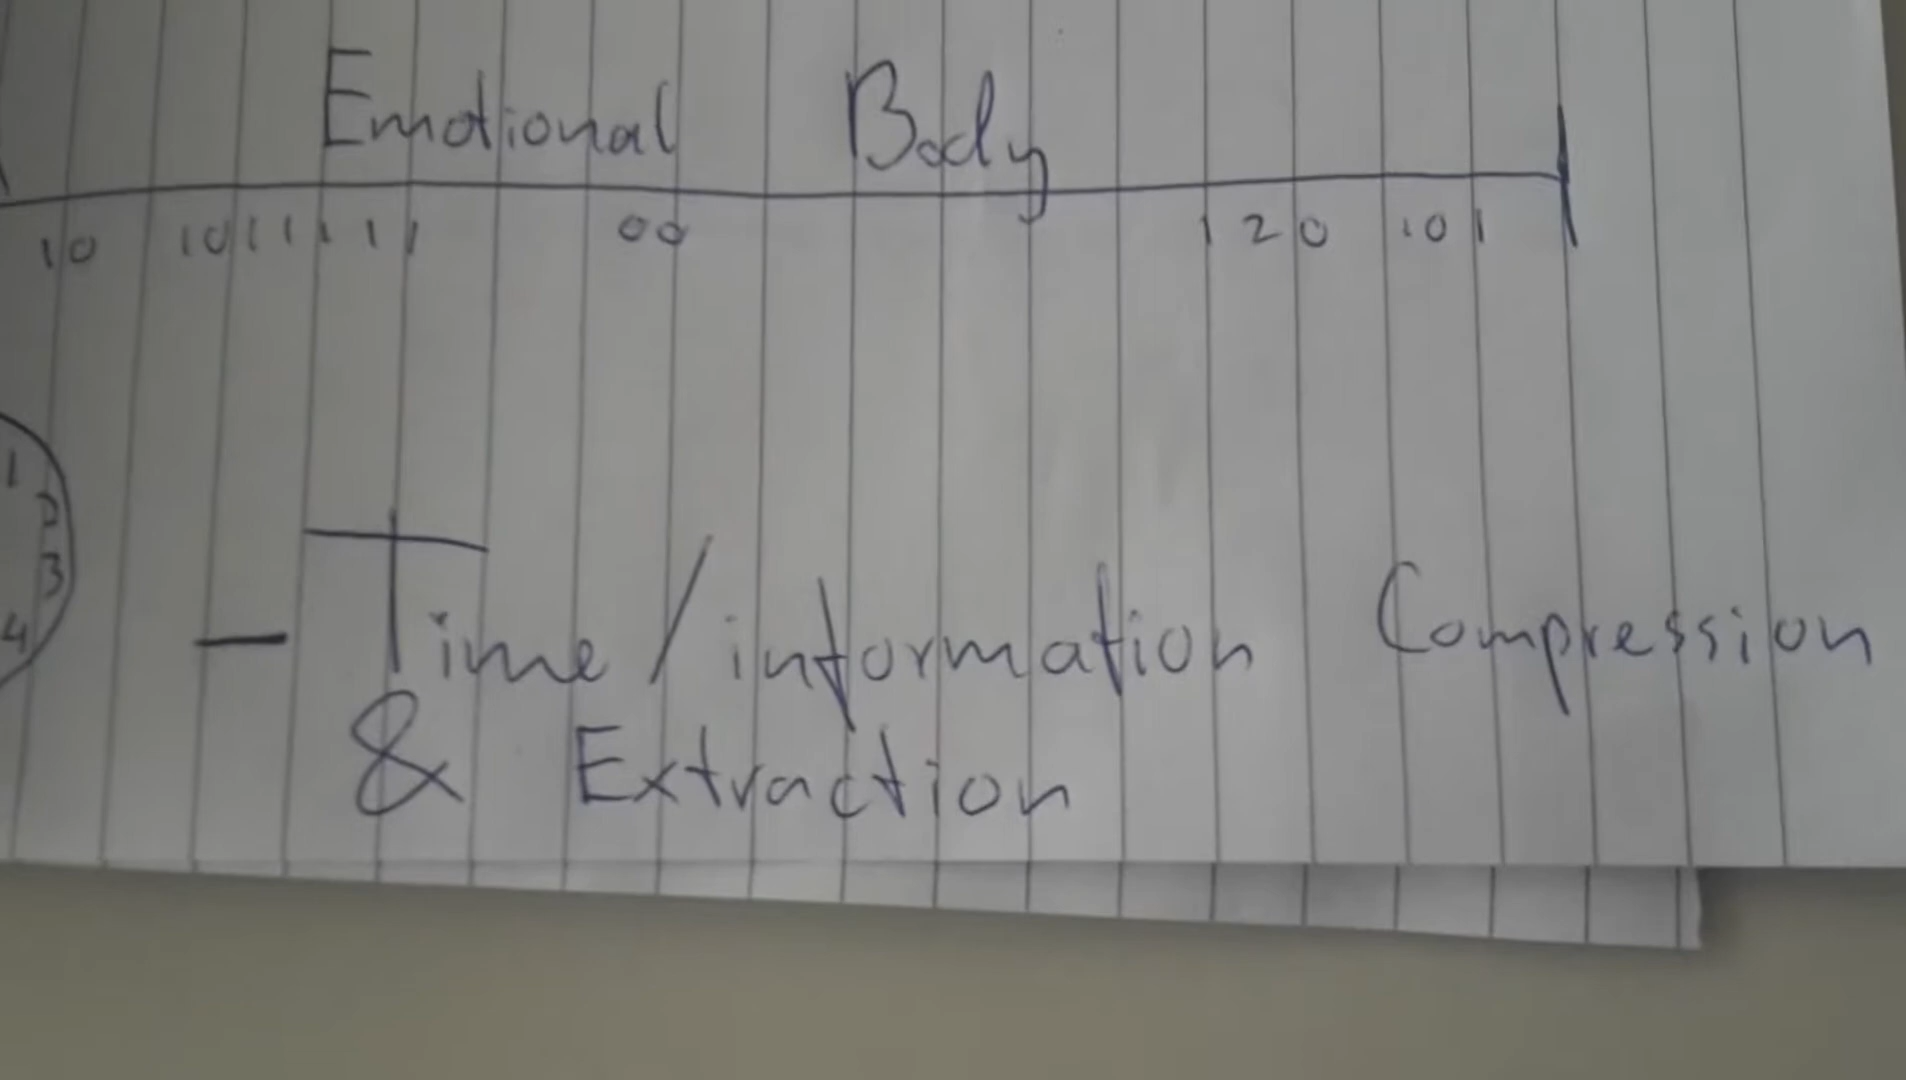 Emotional Body
10 1011111 00 120 101
1
2
3
4
- Time/information Compression
& Extraction